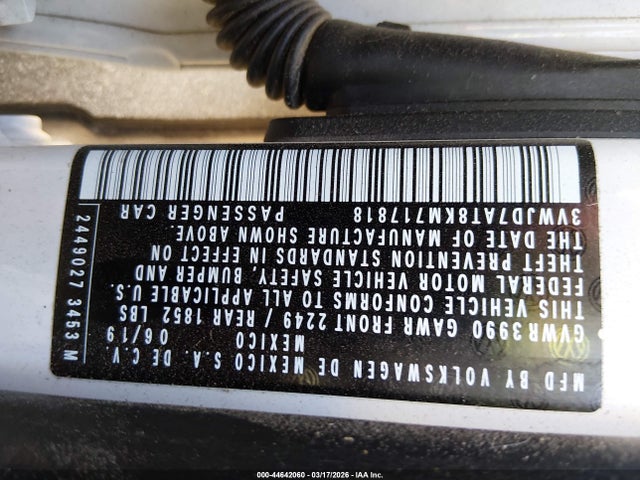 MFD BY VOLKSWAGEN DE MEXICO S.A. DE C.V.
MEXICO 06/19
GVWR 3990 GAWR FRONT 2249 / REAR 1852 LBS
THIS VEHICLE CONFORMS TO ALL APPLICABLE U.S.
FEDERAL MOTOR VEHICLE SAFETY, BUMPER AND
THEFT PREVENTION STANDARDS IN EFFECT ON
THE DATE OF MANUFACTURE SHOWN ABOVE.
3VWJD7AT8KM717818 PASSENGER CAR
2449027 3453 M
000-44642060 - 03/17/2026 - IAA Inc.